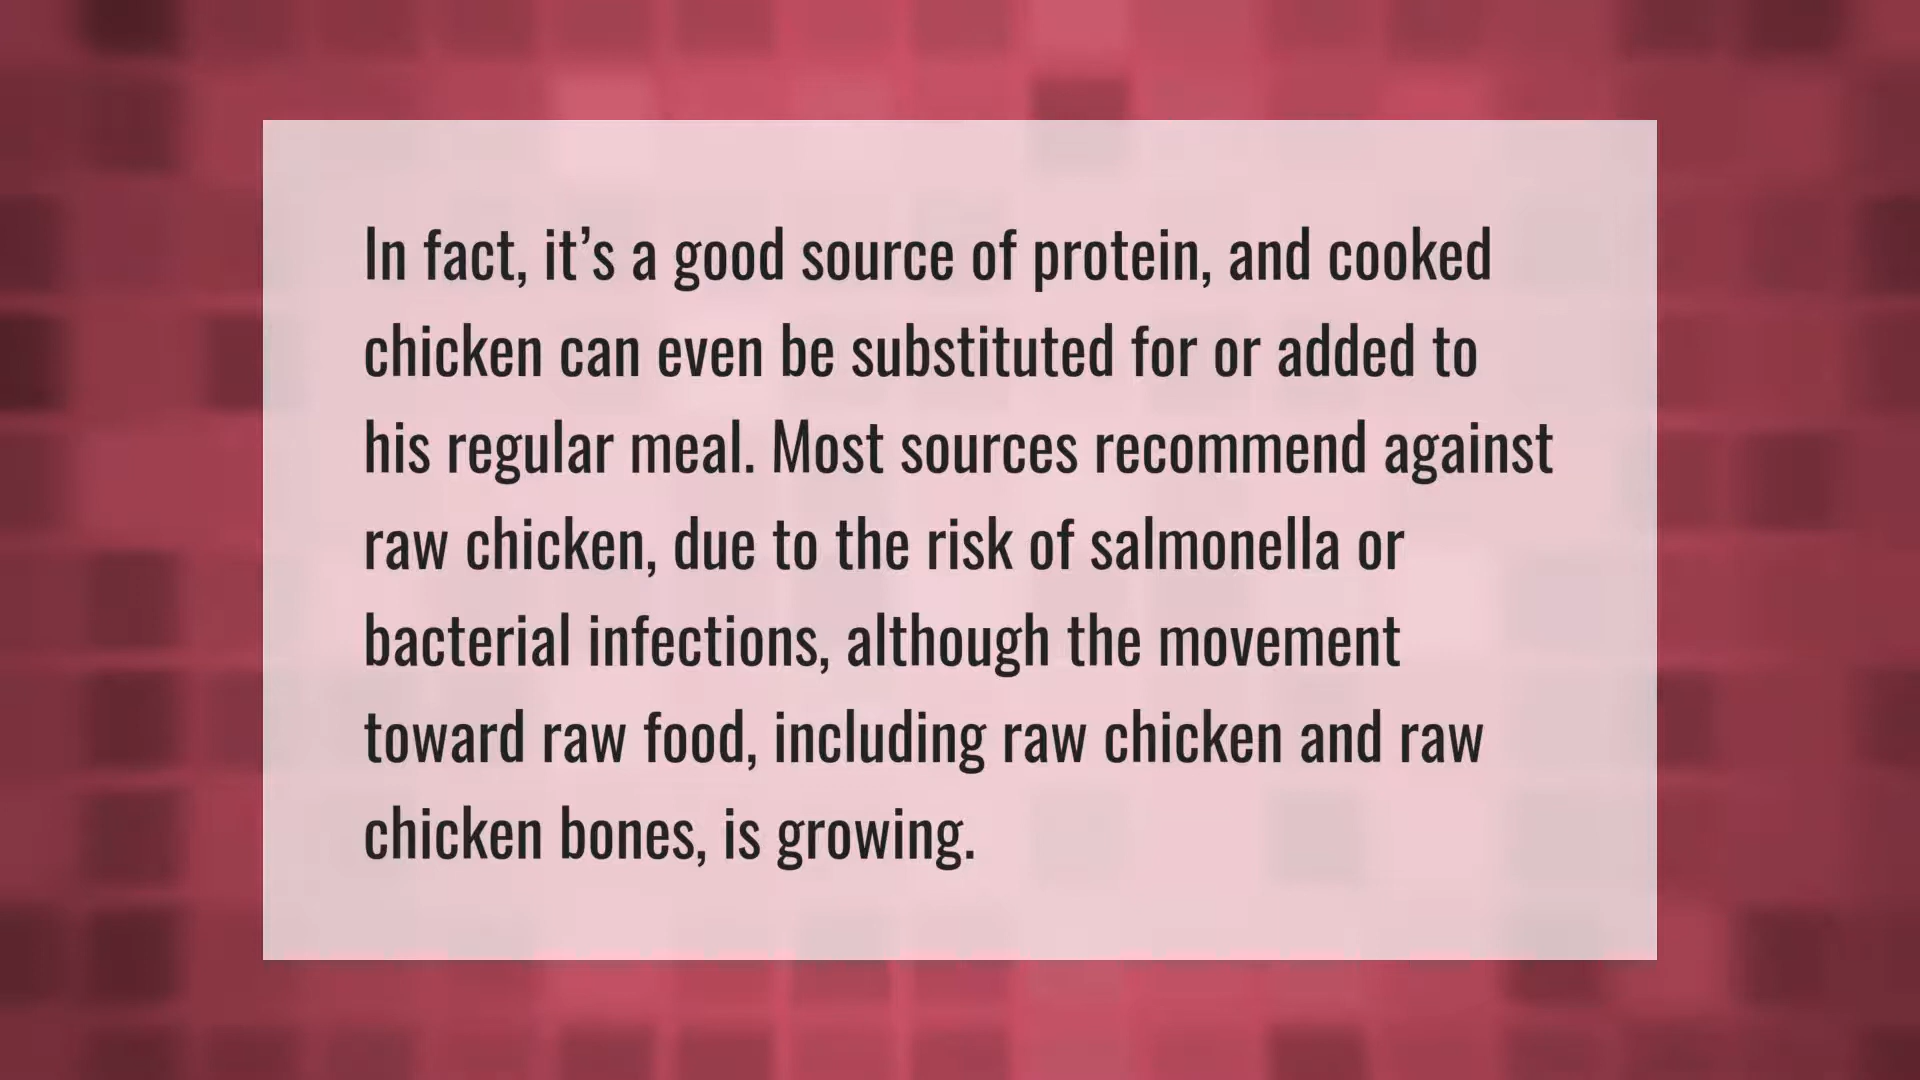 In fact, it’s a good source of protein, and cooked
chicken can even be substituted for or added to
his regular meal. Most sources recommend against
raw chicken, due to the risk of salmonella or
bacterial infections, although the movement
toward raw food, including raw chicken and raw
chicken bones, is growing.